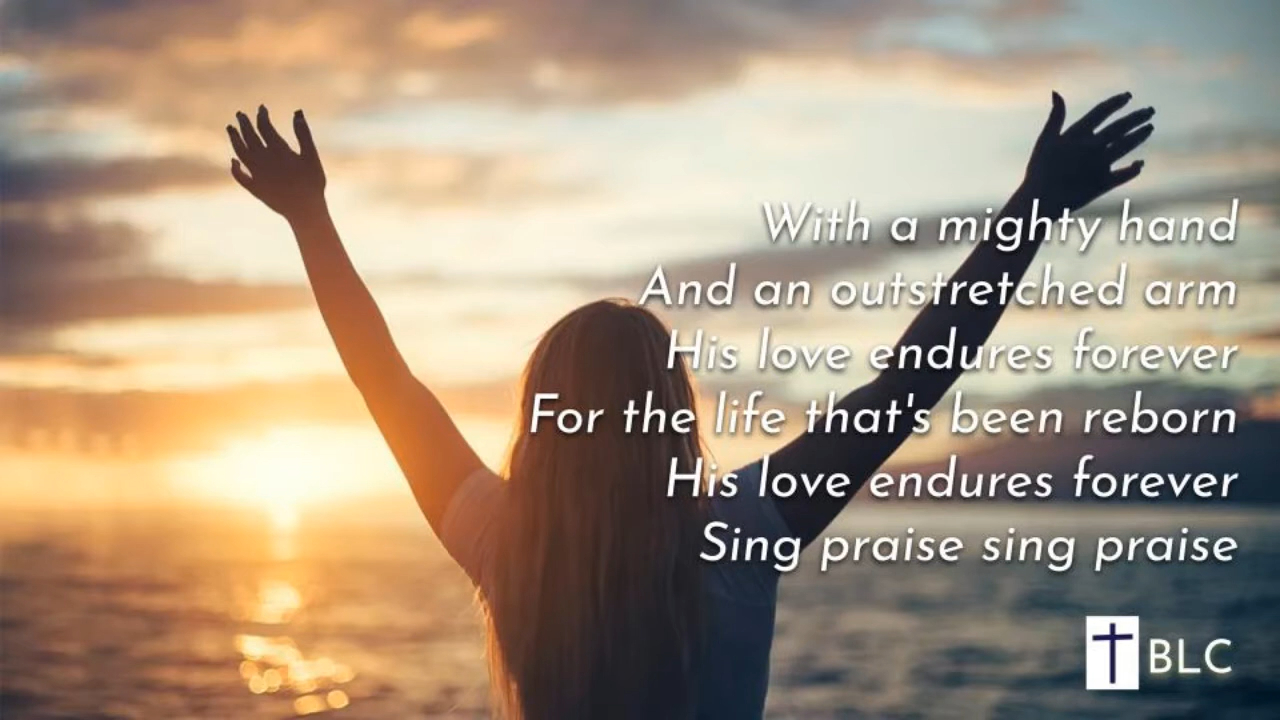 With a mighty hand
And an outstretched arm
His love endures forever
For the life that's been reborn
His love endures forever
Sing praise sing praise
BLC